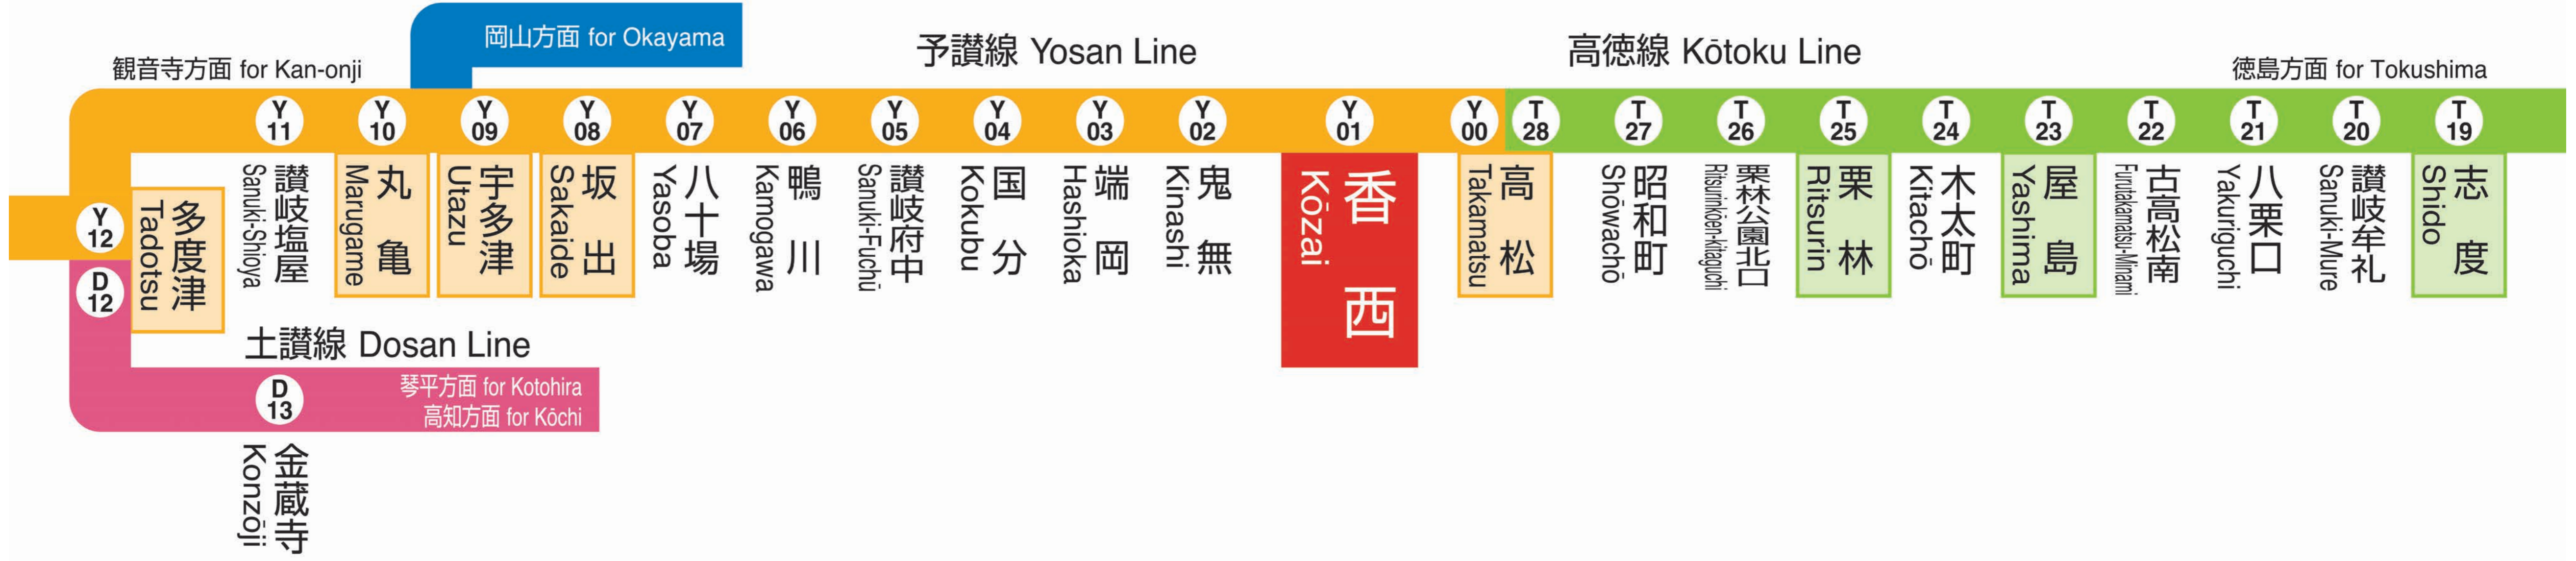 岡山方面 for Okayama
観音寺方面 for Kan-onji
予讃線 Yosan Line
高徳線 Kōtoku Line
徳島方面 for Tokushima
Y 11
Y 10
Y 09
Y 08
Y 07
Y 06
Y 05
Y 04
Y 03
Y 02
Y 01
Y 00
T 28
T 27
T 26
T 25
T 24
T 23
T 22
T 21
T 20
T 19
讃岐塩屋
Sanuki-Shioya
丸亀
Marugame
宇多津
Utazu
坂出
Sakaide
八十場
Yasoba
鴨川
Kamogawa
讃岐府中
Sanuki-Fuchū
国分
Kokubu
端岡
Hashioka
鬼無
Kinashi
香西
Kōzai
高松
Takamatsu
昭和町
Shōwachō
栗林公園北口
Ritsurinkōen-kitaguchi
栗林
Ritsurin
木太町
Kitachō
屋島
Yashima
古高松南
Furutakamatsu-Minami
八栗口
Yakuriguchi
讃岐牟礼
Sanuki-Mure
志度
Shido
Y 12
D 12
多度津
Tadotsu
土讃線 Dosan Line
D 13
琴平方面 for Kotohira
高知方面 for Kōchi
金蔵寺
Konzōji